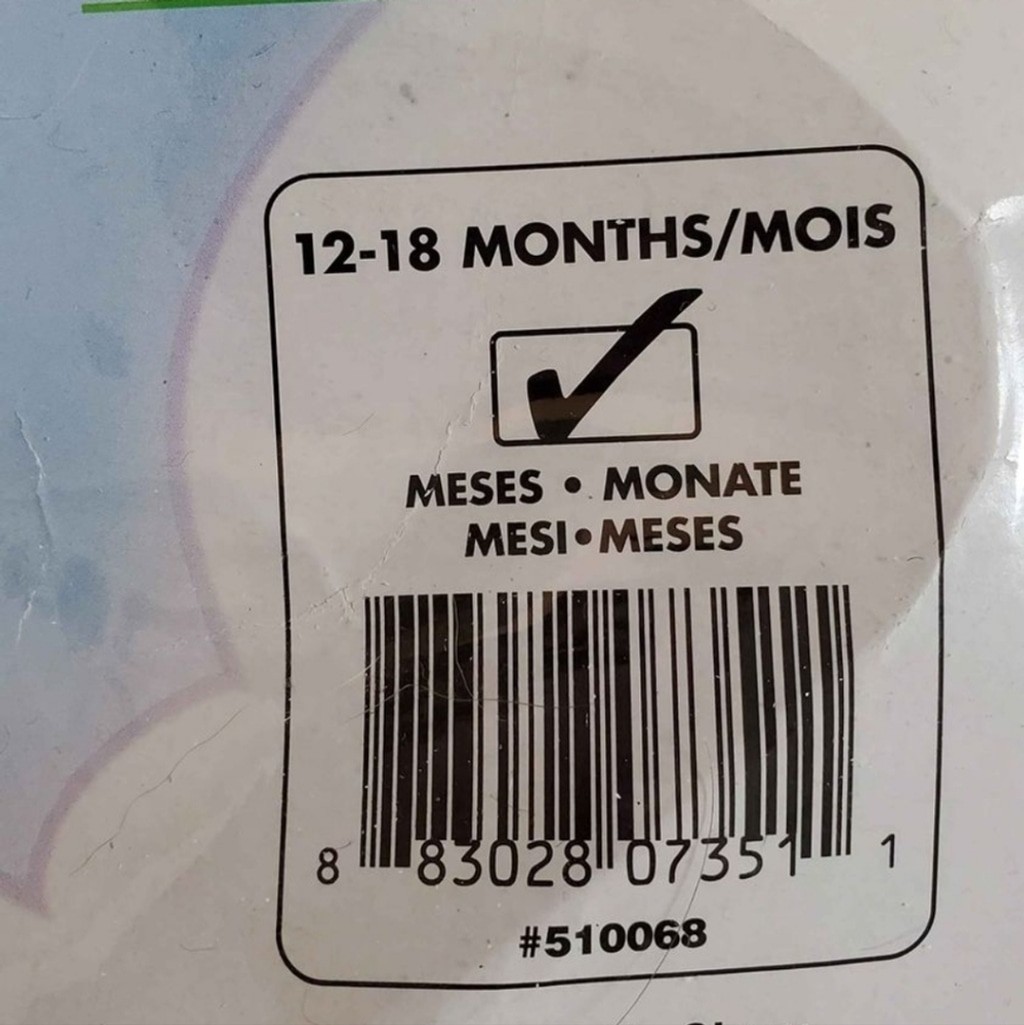 12-18 MONTHS/MOIS
MESES • MONATE
MESI•MESES
8 83028 07351 1
#510068